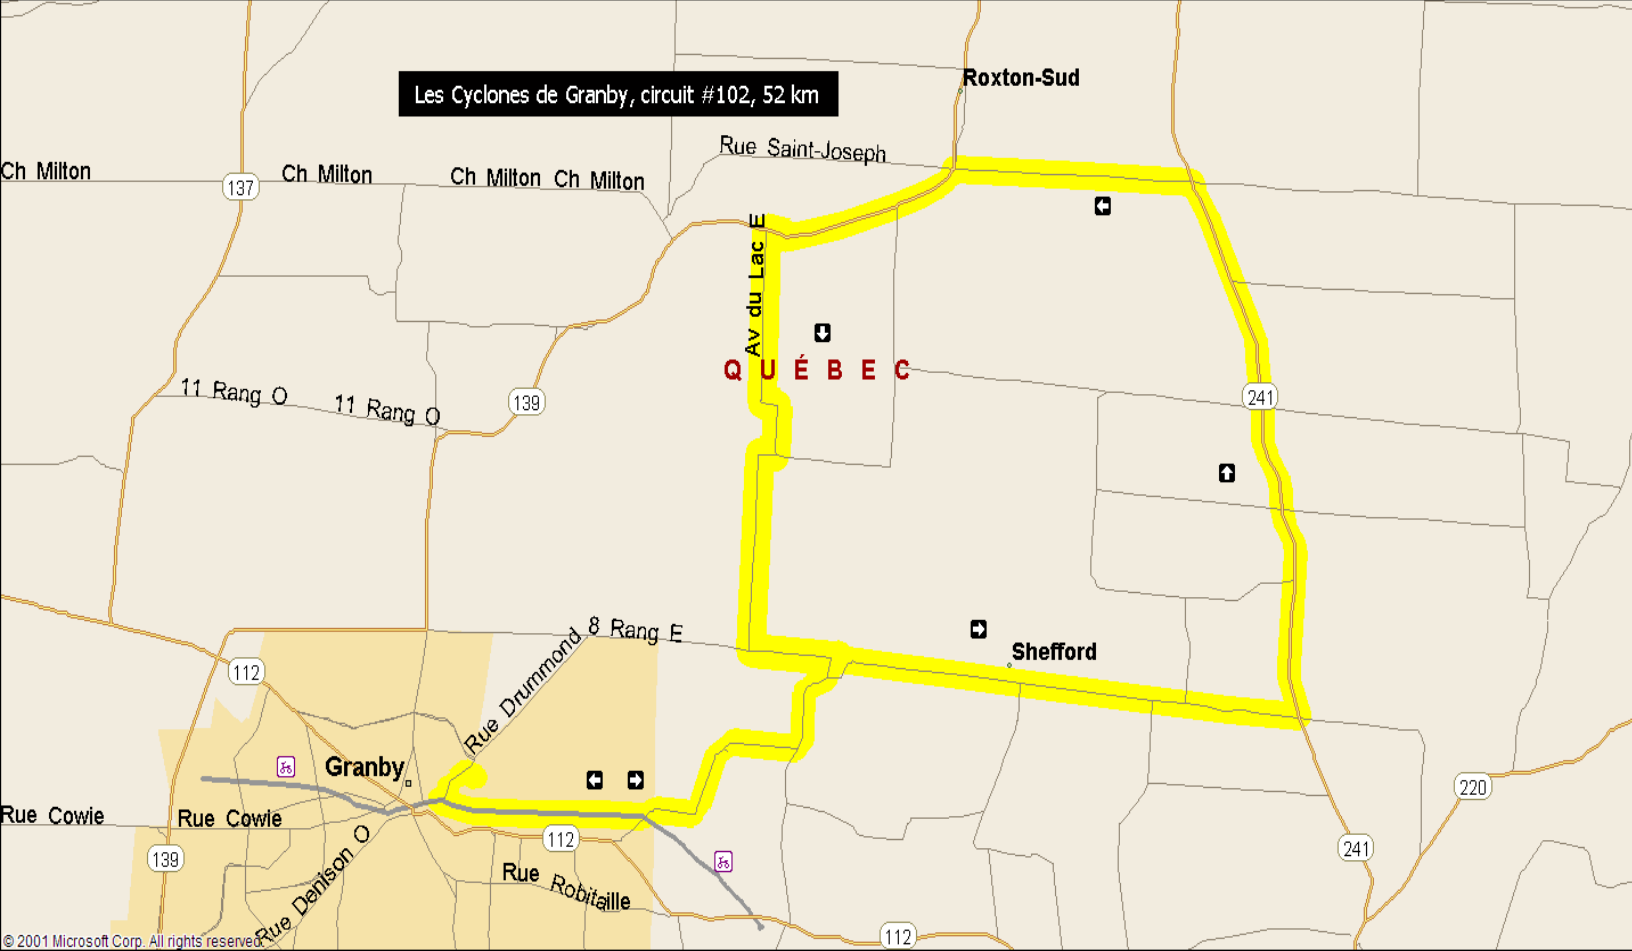 Roxton-Sud
Les Cyclones de Granby, circuit #102, 52 km
Rue Saint-Joseph
Ch Milton
137
Ch Milton
Ch Milton
Ch Milton
Av du Lac E
QUÉBEC
11 Rang O
11 Rang O
139
241
8 Rang E
Shefford
112
Rue Drummond
Granby
220
Rue Cowie
Rue Cowie
112
241
139
Rue Denison O
Rue Robitaille
112
© 2001 Microsoft Corp. All rights reserved.